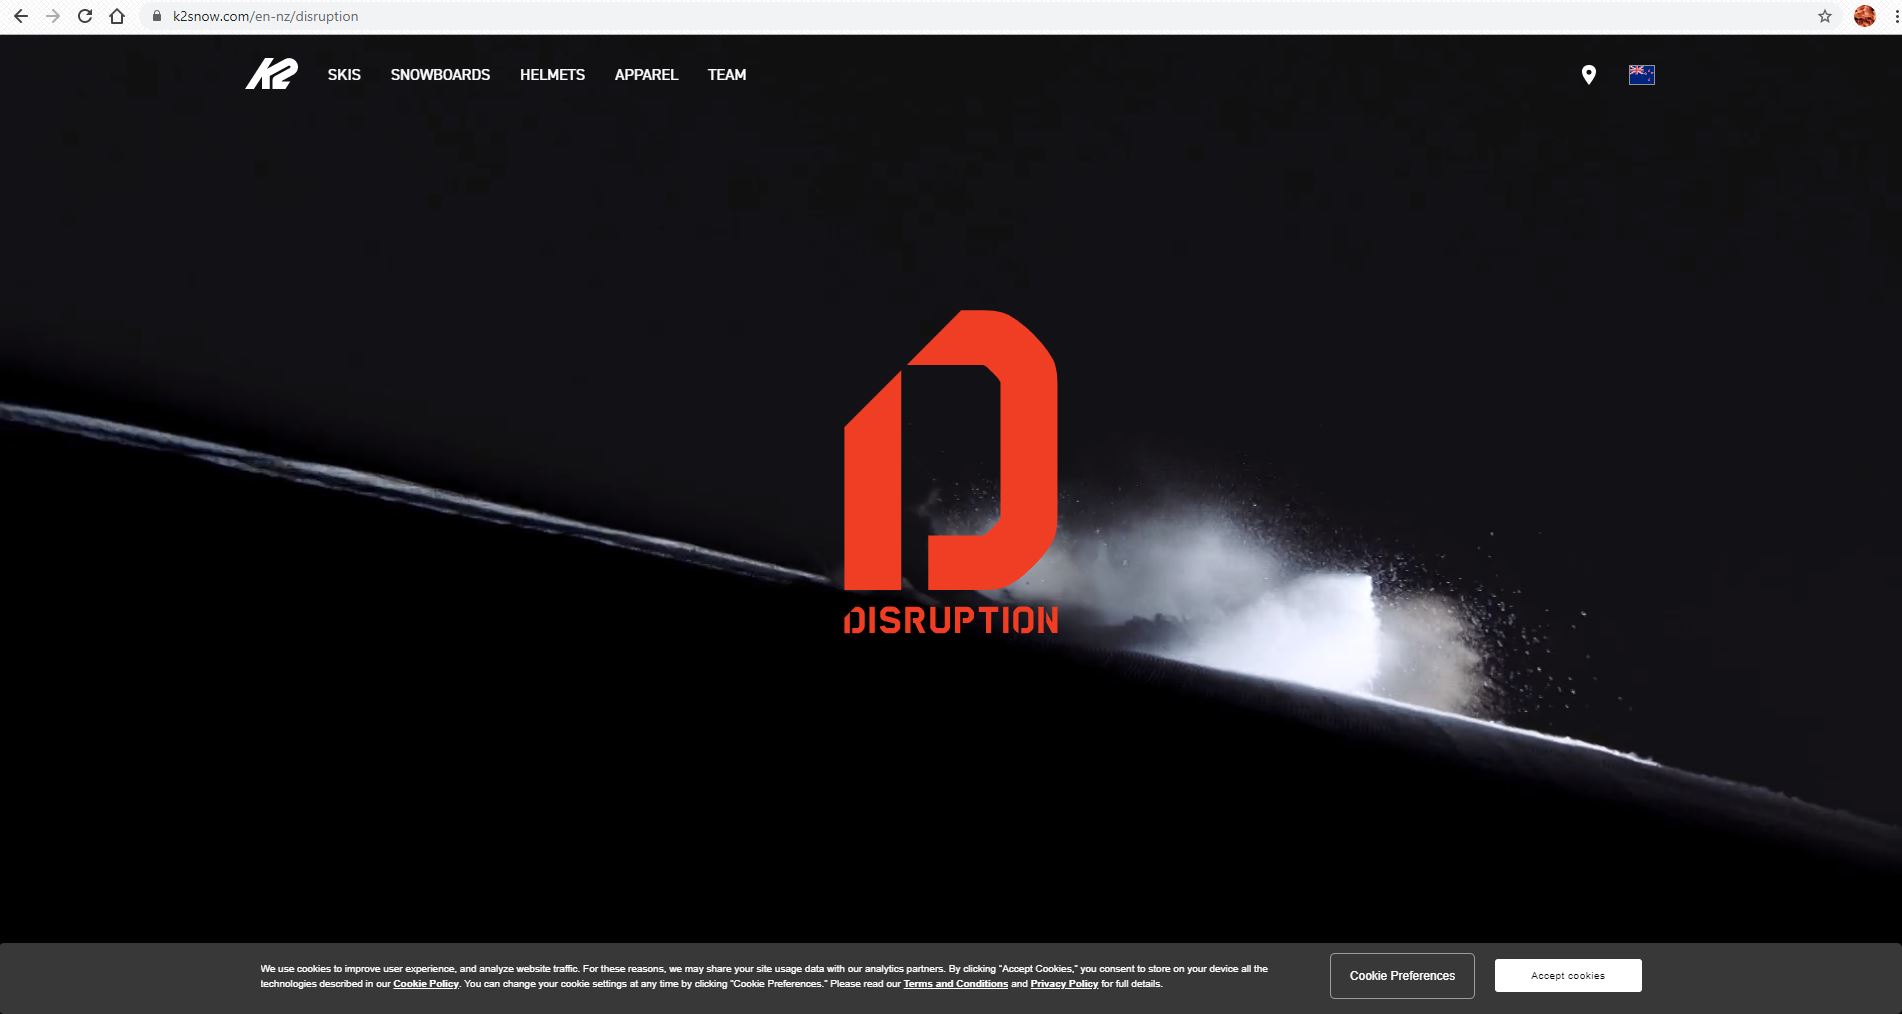 k2snow.com/en-nz/disruption
K2 SKIS SNOWBOARDS HELMETS APPAREL TEAM
D
DISRUPTION
We use cookies to improve user experience, and analyze website traffic. For these reasons, we may share your site usage data with our analytics partners. By clicking "Accept Cookies," you consent to store on your device all the
technologies described in our Cookie Policy. You can change your cookie settings at any time by clicking "Cookie Preferences." Please read our Terms and Conditions and Privacy Policy for full details.
Cookie Preferences
Accept cookies